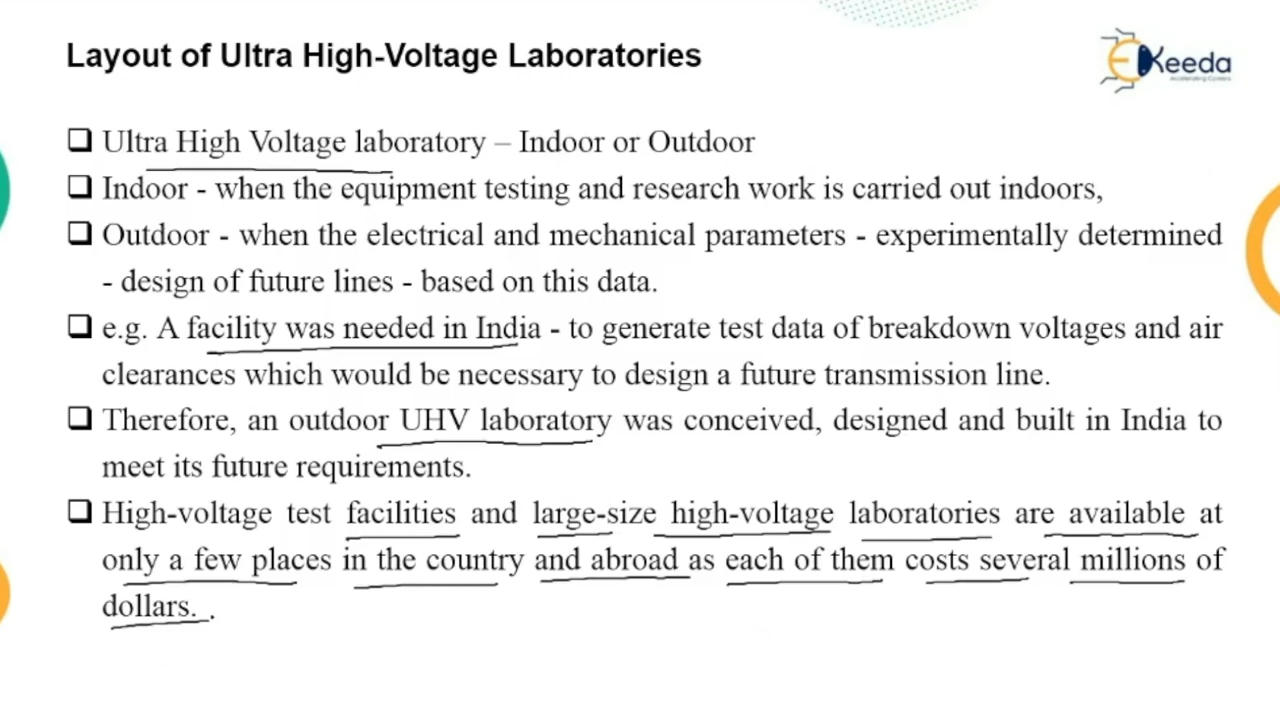 Layout of Ultra High-Voltage Laboratories
EKeeda
❑ Ultra High Voltage laboratory – Indoor or Outdoor
❑ Indoor - when the equipment testing and research work is carried out indoors,
❑ Outdoor - when the electrical and mechanical parameters - experimentally determined
- design of future lines - based on this data.
❑ e.g. A facility was needed in India - to generate test data of breakdown voltages and air
clearances which would be necessary to design a future transmission line.
❑ Therefore, an outdoor UHV laboratory was conceived, designed and built in India to
meet its future requirements.
❑ High-voltage test facilities and large-size high-voltage laboratories are available at
only a few places in the country and abroad as each of them costs several millions of
dollars. .